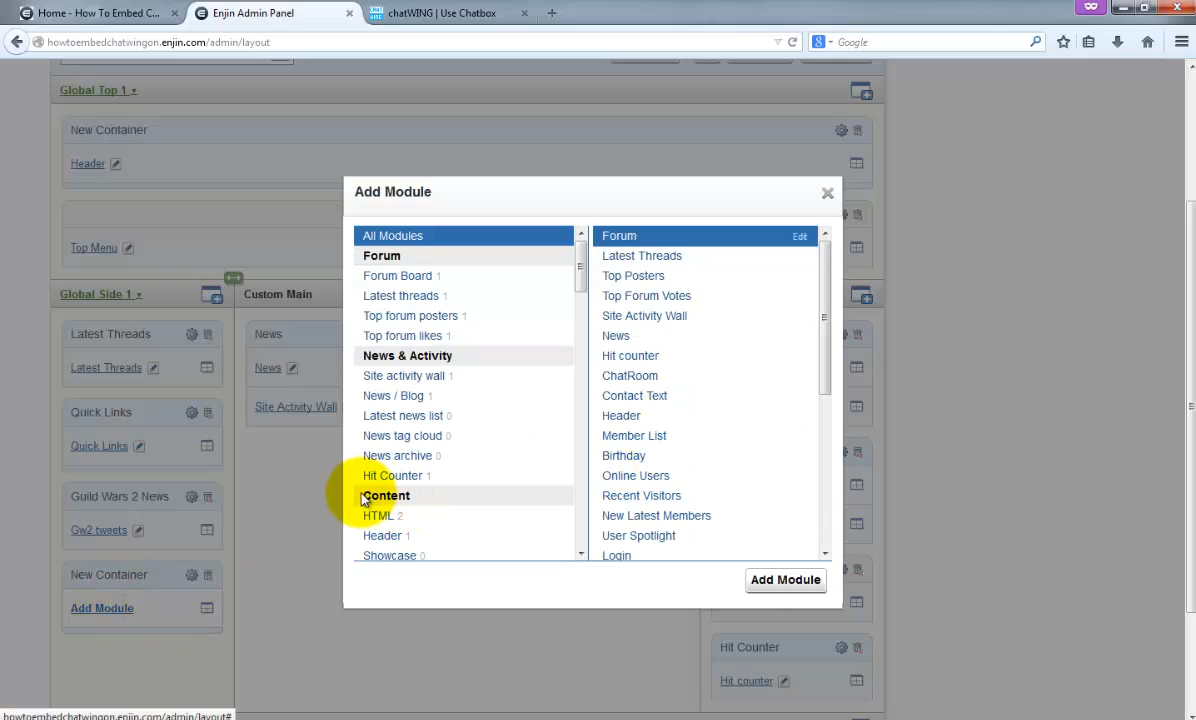 Home - How To Embed C...
Enjin Admin Panel
chatWING | Use Chatbox
howtoembedchatwingon.enjin.com/admin/layout
Google
Global Top 1
New Container
Header
Top Menu
Global Side 1
Custom Main
Latest Threads
Latest Threads
Quick Links
Quick Links
Guild Wars 2 News
Gw2 tweets
New Container
Add Module
News
News
Site Activity Wall
Hit Counter
Hit counter
Add Module
All Modules
Forum
Forum Board 1
Latest threads 1
Top forum posters 1
Top forum likes 1
News & Activity
Site activity wall 1
News / Blog 1
Latest news list 0
News tag cloud 0
News archive 0
Hit Counter 1
Content
HTML 2
Header 1
Showcase 0
Forum Edit
Latest Threads
Top Posters
Top Forum Votes
Site Activity Wall
News
Hit counter
ChatRoom
Contact Text
Header
Member List
Birthday
Online Users
Recent Visitors
New Latest Members
User Spotlight
Login
Add Module
howtoembedchatwingon.enjin.com/admin/layout#